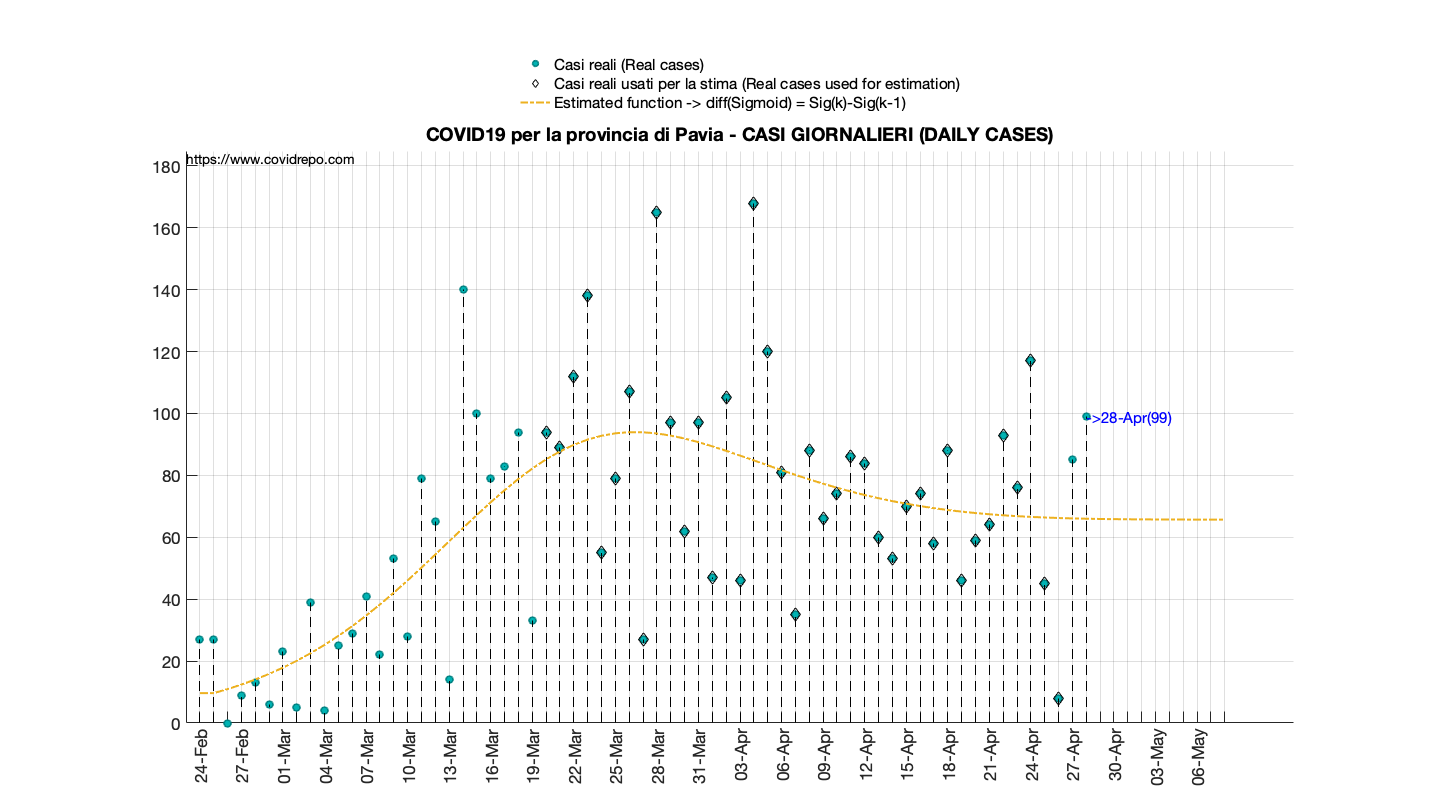 Casi reali (Real cases)
Casi reali usati per la stima (Real cases used for estimation)
Estimated function -> diff(Sigmoid) = Sig(k)-Sig(k-1)
COVID19 per la provincia di Pavia - CASI GIORNALIERI (DAILY CASES)
https://www.covidrepo.com
180
160
140
120
100
80
60
40
20
0
->28-Apr(99)
24-Feb
27-Feb
01-Mar
04-Mar
07-Mar
10-Mar
13-Mar
16-Mar
19-Mar
22-Mar
25-Mar
28-Mar
31-Mar
03-Apr
06-Apr
09-Apr
12-Apr
15-Apr
18-Apr
21-Apr
24-Apr
27-Apr
30-Apr
03-May
06-May